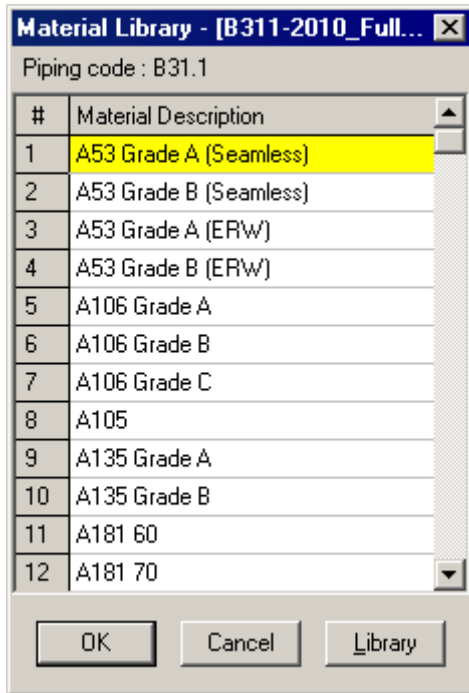 Material Library - [B311-2010_Full...
Piping code : B31.1
# Material Description
1 A53 Grade A (Seamless)
2 A53 Grade B (Seamless)
3 A53 Grade A (ERW)
4 A53 Grade B (ERW)
5 A106 Grade A
6 A106 Grade B
7 A106 Grade C
8 A105
9 A135 Grade A
10 A135 Grade B
11 A181 60
12 A181 70
OK Cancel Library